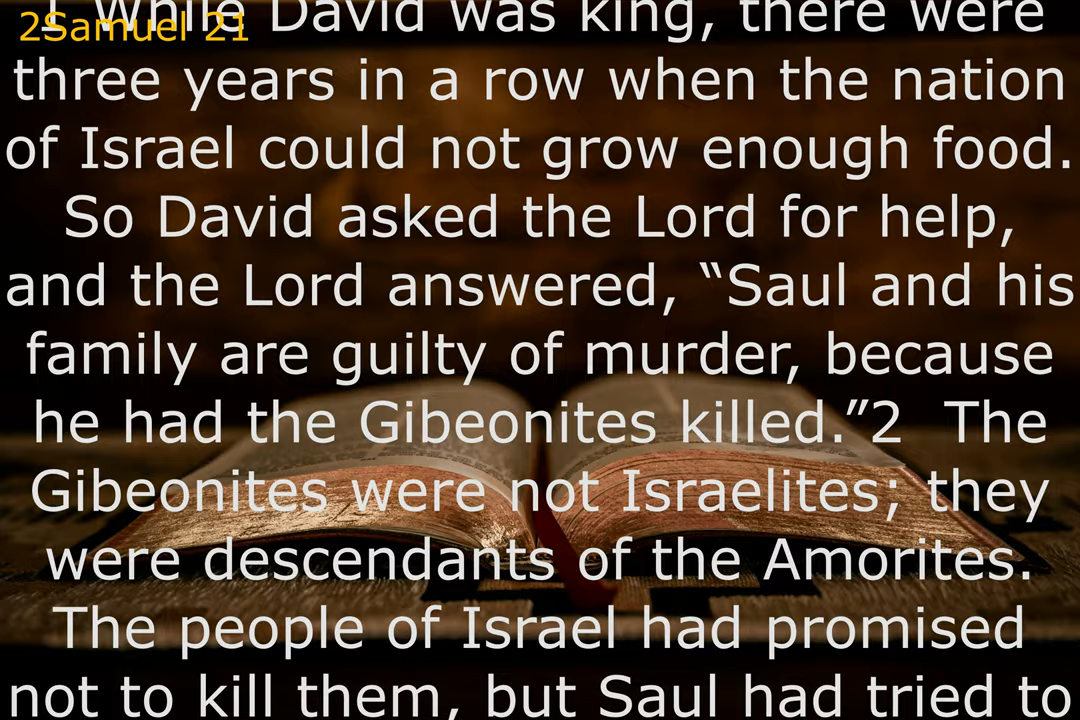 2Samuel 21
1 While David was king, there were
three years in a row when the nation
of Israel could not grow enough food.
So David asked the Lord for help,
and the Lord answered, “Saul and his
family are guilty of murder, because
he had the Gibeonites killed.”2  The
Gibeonites were not Israelites; they
were descendants of the Amorites.
The people of Israel had promised
not to kill them, but Saul had tried to